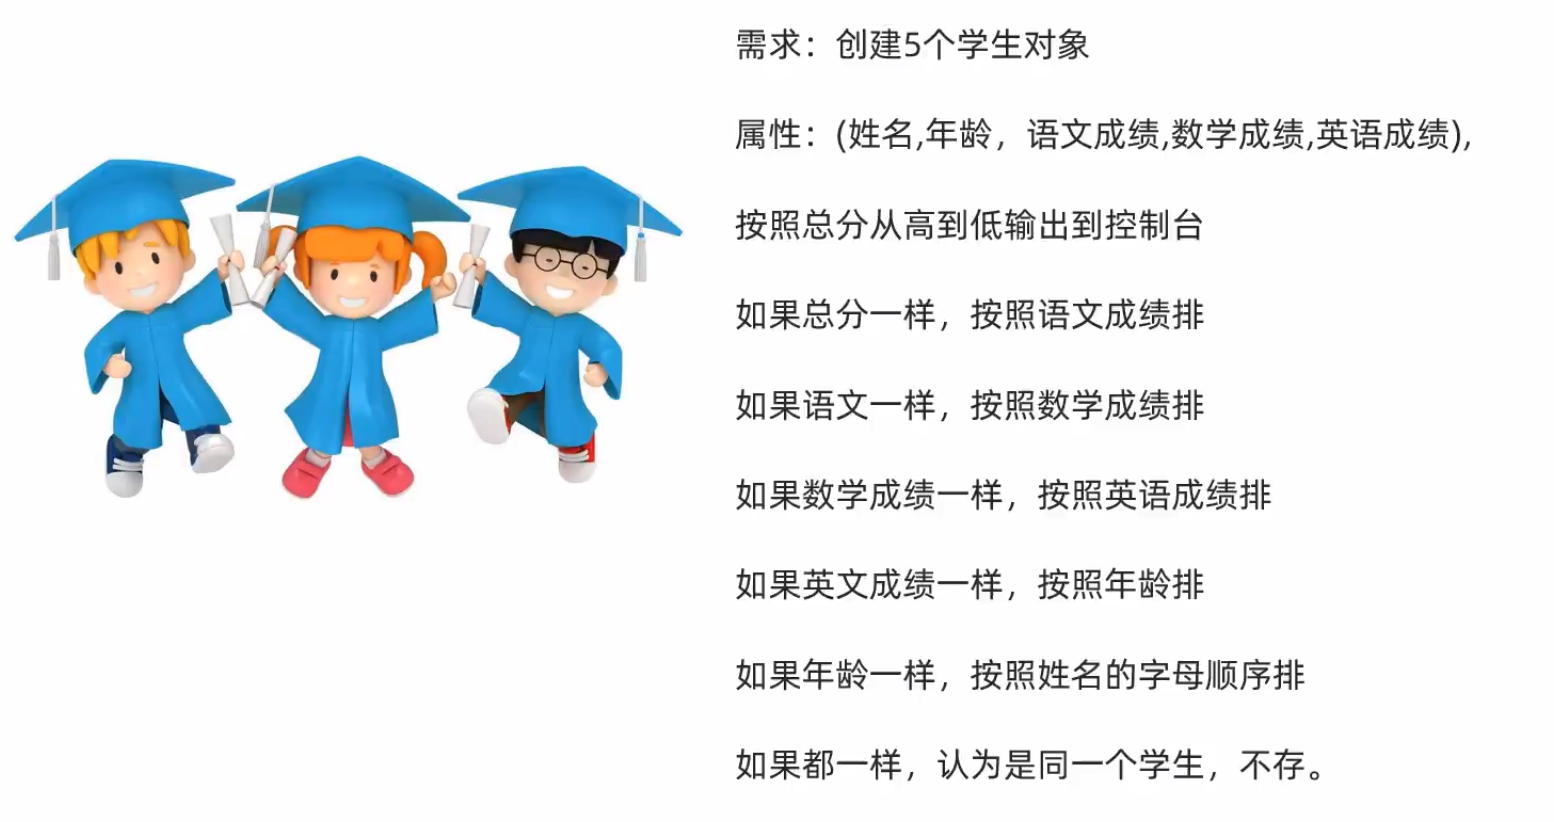 需求：创建5个学生对象
属性：(姓名,年龄，语文成绩,数学成绩,英语成绩),
按照总分从高到低输出到控制台
如果总分一样，按照语文成绩排
如果语文一样，按照数学成绩排
如果数学成绩一样，按照英语成绩排
如果英文成绩一样，按照年龄排
如果年龄一样，按照姓名的字母顺序排
如果都一样，认为是同一个学生，不存。